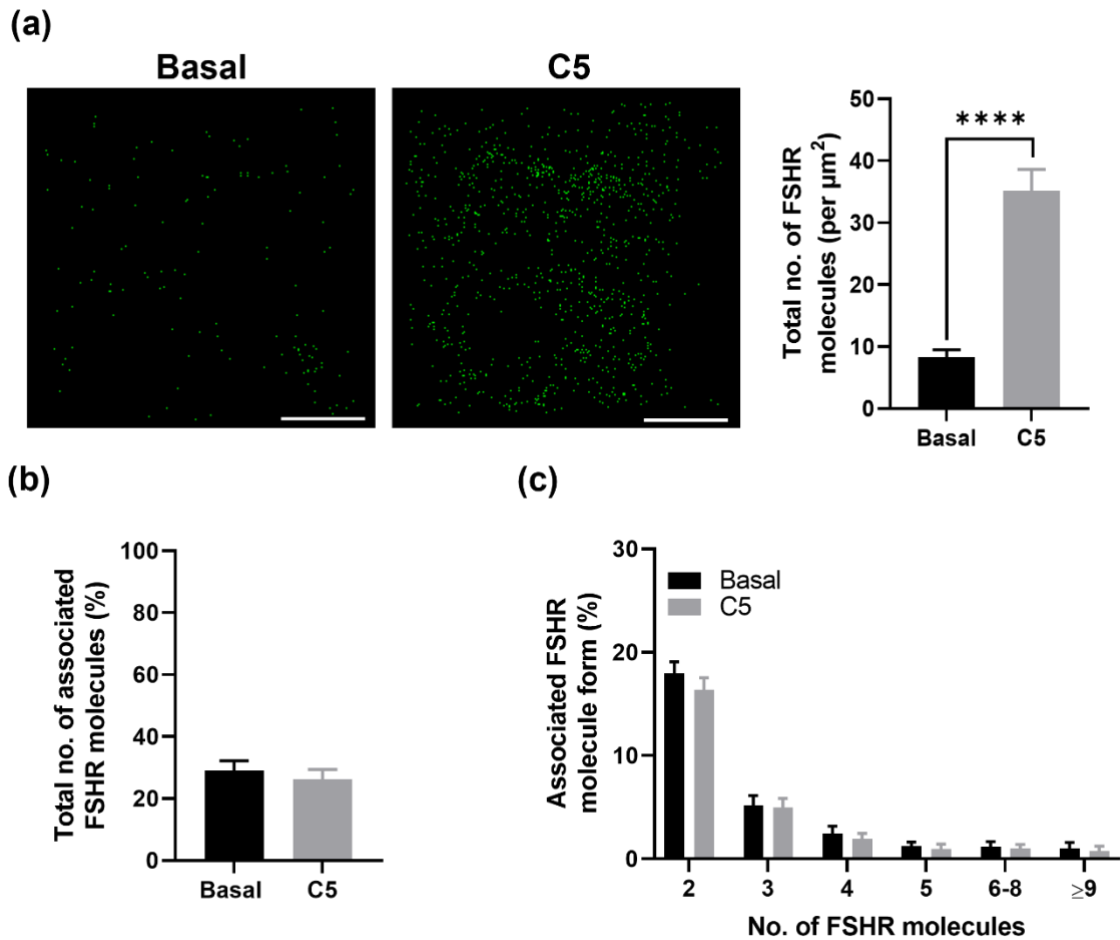 (a)
Basal
C5
Total no. of FSHR
molecules (per µm²)
50
40
30
20
10
0
****
Basal
C5
(b)
Total no. of associated
FSHR molecules (%)
100
80
60
40
20
0
Basal
C5
(c)
Associated FSHR
molecule form (%)
30
20
10
0
Basal
C5
2
3
4
5
6-8
≥9
No. of FSHR molecules